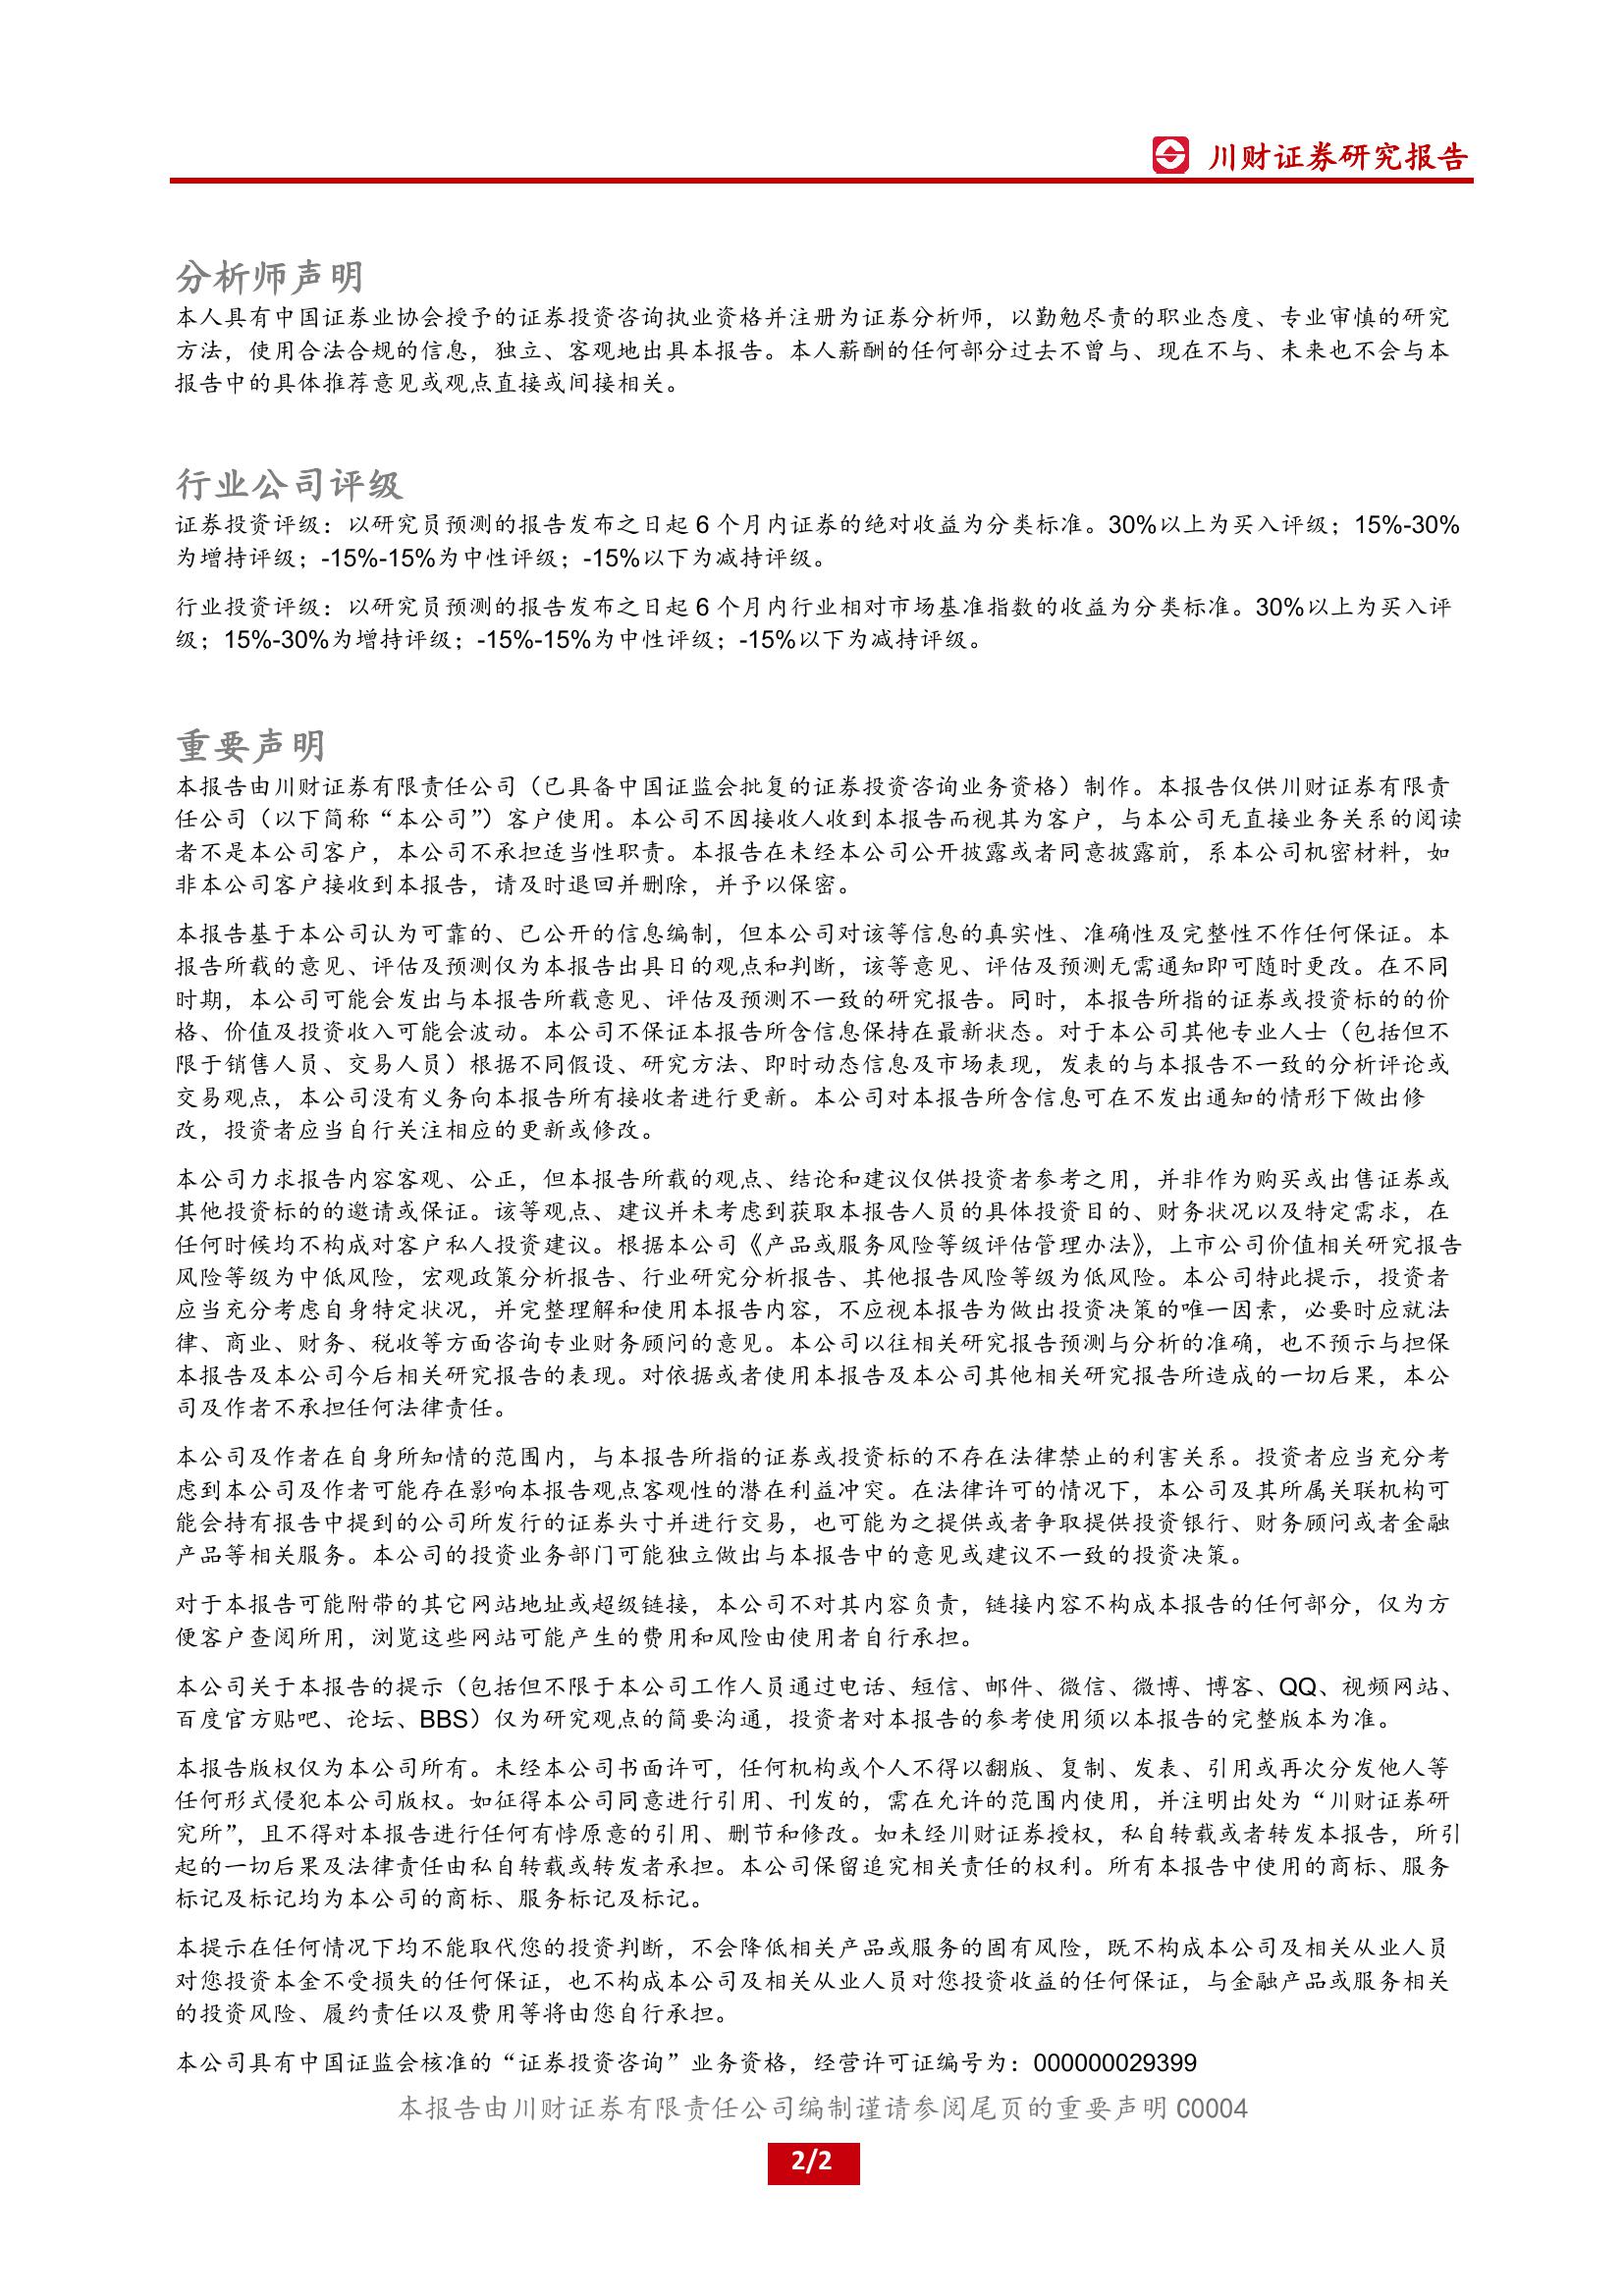 川财证券研究报告
分析师声明
本人具有中国证券业协会授予的证券投资咨询执业资格并注册为证券分析师，以勤勉尽责的职业态度、专业审慎的研究
方法，使用合法合规的信息，独立、客观地出具本报告。本人薪酬的任何部分过去不曾与、现在不与、未来也不会与本
报告中的具体推荐意见或观点直接或间接相关。
行业公司评级
证券投资评级：以研究员预测的报告发布之日起 6 个月内证券的绝对收益为分类标准。30%以上为买入评级；15%-30%
为增持评级；-15%-15%为中性评级；-15%以下为减持评级。
行业投资评级：以研究员预测的报告发布之日起 6 个月内行业相对市场基准指数的收益为分类标准。30%以上为买入评
级；15%-30%为增持评级；-15%-15%为中性评级；-15%以下为减持评级。
重要声明
本报告由川财证券有限责任公司（已具备中国证监会批复的证券投资咨询业务资格）制作。本报告仅供川财证券有限责
任公司（以下简称“本公司”）客户使用。本公司不因接收人收到本报告而视其为客户，与本公司无直接业务关系的阅读
者不是本公司客户，本公司不承担适当性职责。本报告在未经本公司公开披露或者同意披露前，系本公司机密材料，如
非本公司客户接收到本报告，请及时退回并删除，并予以保密。
本报告基于本公司认为可靠的、已公开的信息编制，但本公司对该等信息的真实性、准确性及完整性不作任何保证。本
报告所载的意见、评估及预测仅为本报告出具日的观点和判断，该等意见、评估及预测无需通知即可随时更改。在不同
时期，本公司可能会发出与本报告所载意见、评估及预测不一致的研究报告。同时，本报告所指的证券或投资标的的价
格、价值及投资收入可能会波动。本公司不保证本报告所含信息保持在最新状态。对于本公司其他专业人士（包括但不
限于销售人员、交易人员）根据不同假设、研究方法、即时动态信息及市场表现，发表的与本报告不一致的分析评论或
交易观点，本公司没有义务向本报告所有接收者进行更新。本公司对本报告所含信息可在不发出通知的情形下做出修
改，投资者应当自行关注相应的更新或修改。
本公司力求报告内容客观、公正，但本报告所载的观点、结论和建议仅供投资者参考之用，并非作为购买或出售证券或
其他投资标的的邀请或保证。该等观点、建议并未考虑到获取本报告人员的具体投资目的、财务状况以及特定需求，在
任何时候均不构成对客户私人投资建议。根据本公司《产品或服务风险等级评估管理办法》，上市公司价值相关研究报告
风险等级为中低风险，宏观政策分析报告、行业研究分析报告、其他报告风险等级为低风险。本公司特此提示，投资者
应当充分考虑自身特定状况，并完整理解和使用本报告内容，不应视本报告为做出投资决策的唯一因素，必要时应就法
律、商业、财务、税收等方面咨询专业财务顾问的意见。本公司以往相关研究报告预测与分析的准确，也不预示与担保
本报告及本公司今后相关研究报告的表现。对依据或者使用本报告及本公司其他相关研究报告所造成的一切后果，本公
司及作者不承担任何法律责任。
本公司及作者在自身所知情的范围内，与本报告所指的证券或投资标的不存在法律禁止的利害关系。投资者应当充分考
虑到本公司及作者可能存在影响本报告观点客观性的潜在利益冲突。在法律许可的情况下，本公司及其所属关联机构可
能会持有报告中提到的公司所发行的证券头寸并进行交易，也可能为之提供或者争取提供投资银行、财务顾问或者金融
产品等相关服务。本公司的投资业务部门可能独立做出与本报告中的意见或建议不一致的投资决策。
对于本报告可能附带的其它网站地址或超级链接，本公司不对其内容负责，链接内容不构成本报告的任何部分，仅为方
便客户查阅所用，浏览这些网站可能产生的费用和风险由使用者自行承担。
本公司关于本报告的提示（包括但不限于本公司工作人员通过电话、短信、邮件、微信、微博、博客、QQ、视频网站、
百度官方贴吧、论坛、BBS）仅为研究观点的简要沟通，投资者对本报告的参考使用须以本报告的完整版本为准。
本报告版权仅为本公司所有。未经本公司书面许可，任何机构或个人不得以翻版、复制、发表、引用或再次分发他人等
任何形式侵犯本公司版权。如征得本公司同意进行引用、刊发的，需在允许的范围内使用，并注明出处为“川财证券研
究所”，且不得对本报告进行任何有悖原意的引用、删节和修改。如未经川财证券授权，私自转载或者转发本报告，所引
起的一切后果及法律责任由私自转载或转发者承担。本公司保留追究相关责任的权利。所有本报告中使用的商标、服务
标记及标记均为本公司的商标、服务标记及标记。
本提示在任何情况下均不能取代您的投资判断，不会降低相关产品或服务的固有风险，既不构成本公司及相关从业人员
对您投资本金不受损失的任何保证，也不构成本公司及相关从业人员对您投资收益的任何保证，与金融产品或服务相关
的投资风险、履约责任以及费用等将由您自行承担。
本公司具有中国证监会核准的“证券投资咨询”业务资格，经营许可证编号为：000000029399
本报告由川财证券有限责任公司编制谨请参阅尾页的重要声明 C0004
2/2